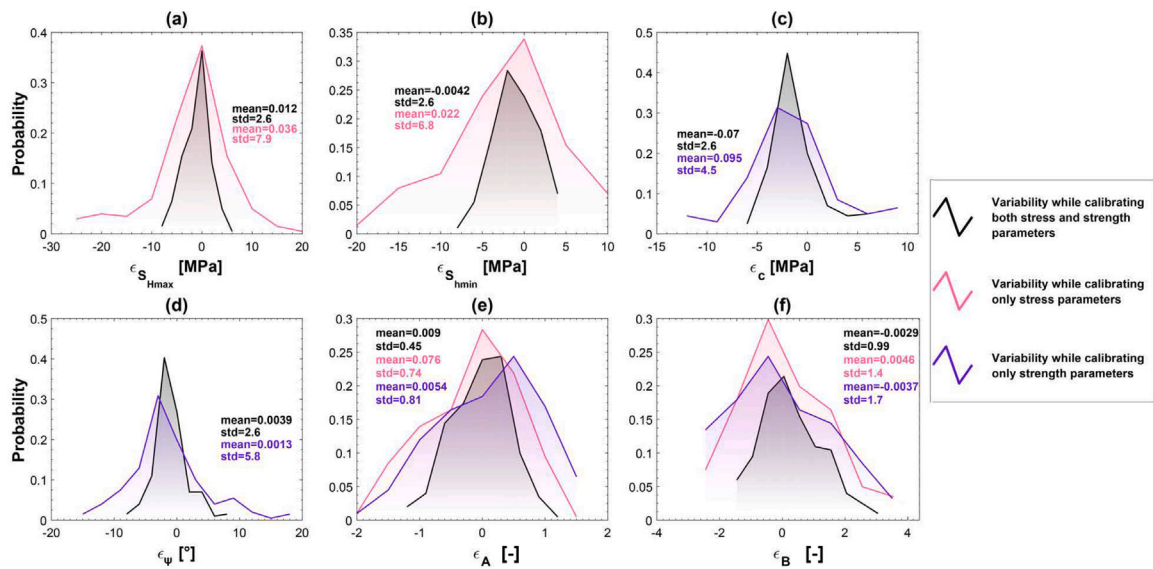 (a)
Probability
0.4
0.3
0.2
0.1
0
mean=0.012
std=2.6
mean=0.036
std=7.9
-30 -20 -10 0 10 20
ϵ_SHmax [MPa]
(b)
0.35
0.3
0.25
0.2
0.15
0.1
0.05
0
mean=-0.0042
std=2.6
mean=0.022
std=6.8
-20 -15 -10 -5 0 5 10
ϵ_Shmin [MPa]
(c)
0.5
0.4
0.3
0.2
0.1
0
mean=-0.07
std=2.6
mean=0.095
std=4.5
-15 -10 -5 0 5 10
ϵ_c [MPa]
(d)
Probability
0.5
0.4
0.3
0.2
0.1
0
mean=0.0039
std=2.6
mean=0.0013
std=5.8
-20 -10 0 10 20
ϵ_ψ [°]
(e)
0.3
0.25
0.2
0.15
0.1
0.05
0
mean=0.009
std=0.45
mean=0.076
std=0.74
mean=0.0054
std=0.81
-2 -1 0 1 2
ϵ_A [-]
(f)
0.3
0.25
0.2
0.15
0.1
0.05
0
mean=-0.0029
std=0.99
mean=0.0046
std=1.4
mean=-0.0037
std=1.7
-4 -2 0 2 4
ϵ_B [-]
Variability while calibrating
both stress and strength
parameters
Variability while calibrating
only stress parameters
Variability while calibrating
only strength parameters